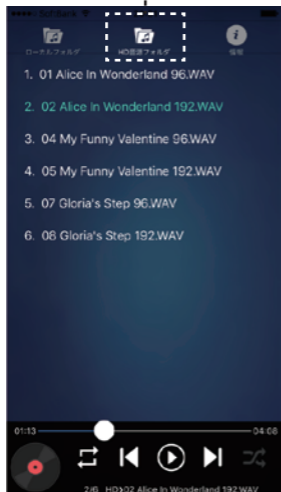 SoftBank
ローカルフォルダ
HD音源フォルダ
情報
1. 01 Alice In Wonderland 96.WAV
2. 02 Alice In Wonderland 192.WAV
3. 04 My Funny Valentine 96.WAV
4. 05 My Funny Valentine 192.WAV
5. 07 Gloria's Step 96.WAV
6. 08 Gloria's Step 192.WAV
01:13
04:08
2/6 HD>02 Alice In Wonderland 192.WAV